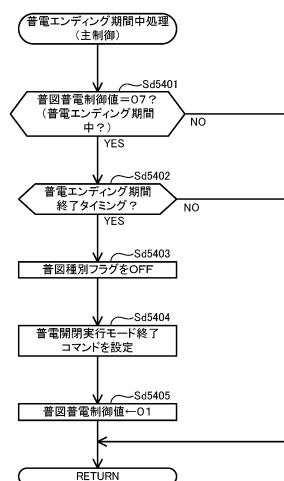 普電エンディング期間中処理
(主制御)
Sd5401
普図普電制御値=07?
(普電エンディング期間
中?)
NO
YES
Sd5402
普電エンディング期間
終了タイミング?
NO
YES
Sd5403
普図種別フラグをOFF
Sd5404
普電開閉実行モード終了
コマンドを設定
Sd5405
普図普電制御値←01
RETURN